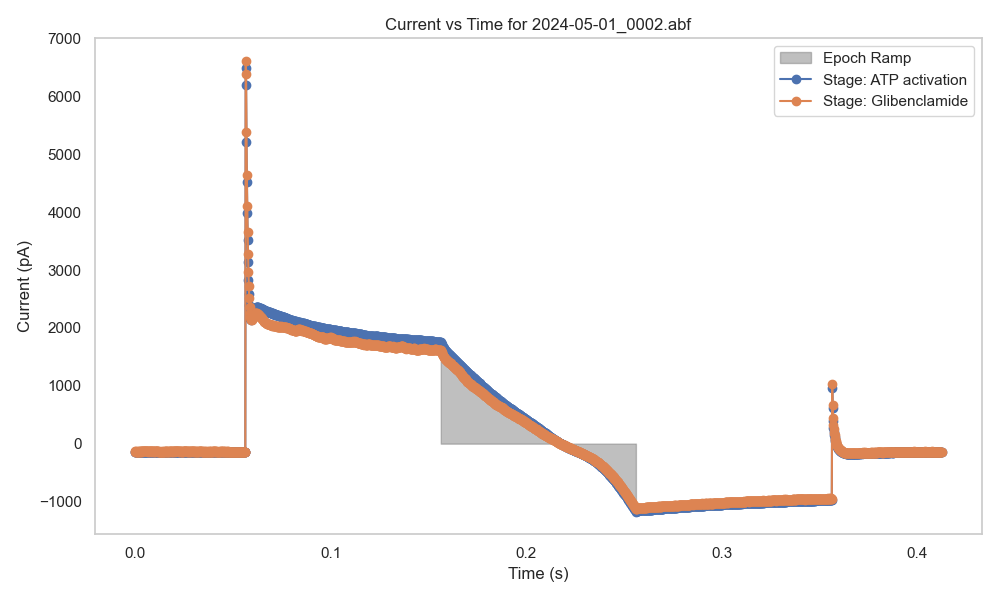 Current vs Time for 2024-05-01_0002.abf
Epoch Ramp
Stage: ATP activation
Stage: Glibenclamide
Current (pA)
7000
6000
5000
4000
3000
2000
1000
0
−1000
0.0 0.1 0.2 0.3 0.4
Time (s)